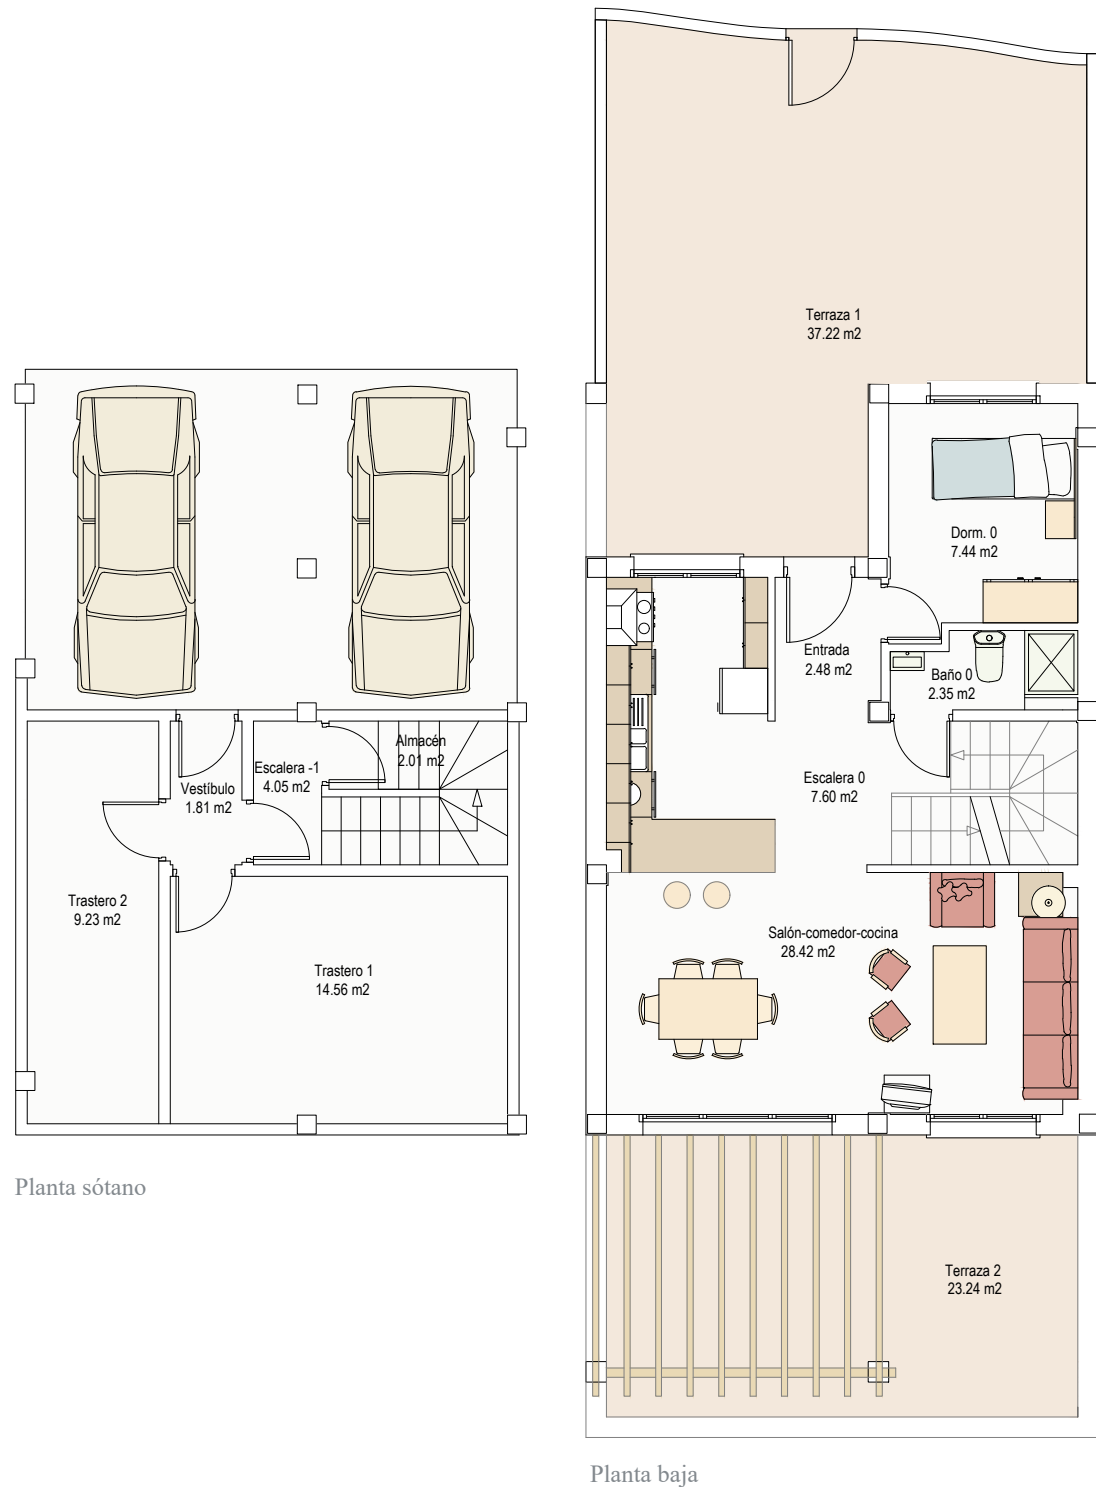 Almacén
2.01 m2
Escalera -1
4.05 m2
Vestíbulo
1.81 m2
Trastero 2
9.23 m2
Trastero 1
14.56 m2
Planta sótano
Terraza 1
37.22 m2
Dorm. 0
7.44 m2
Entrada
2.48 m2
Baño 0
2.35 m2
Escalera 0
7.60 m2
Salón-comedor-cocina
28.42 m2
Terraza 2
23.24 m2
Planta baja